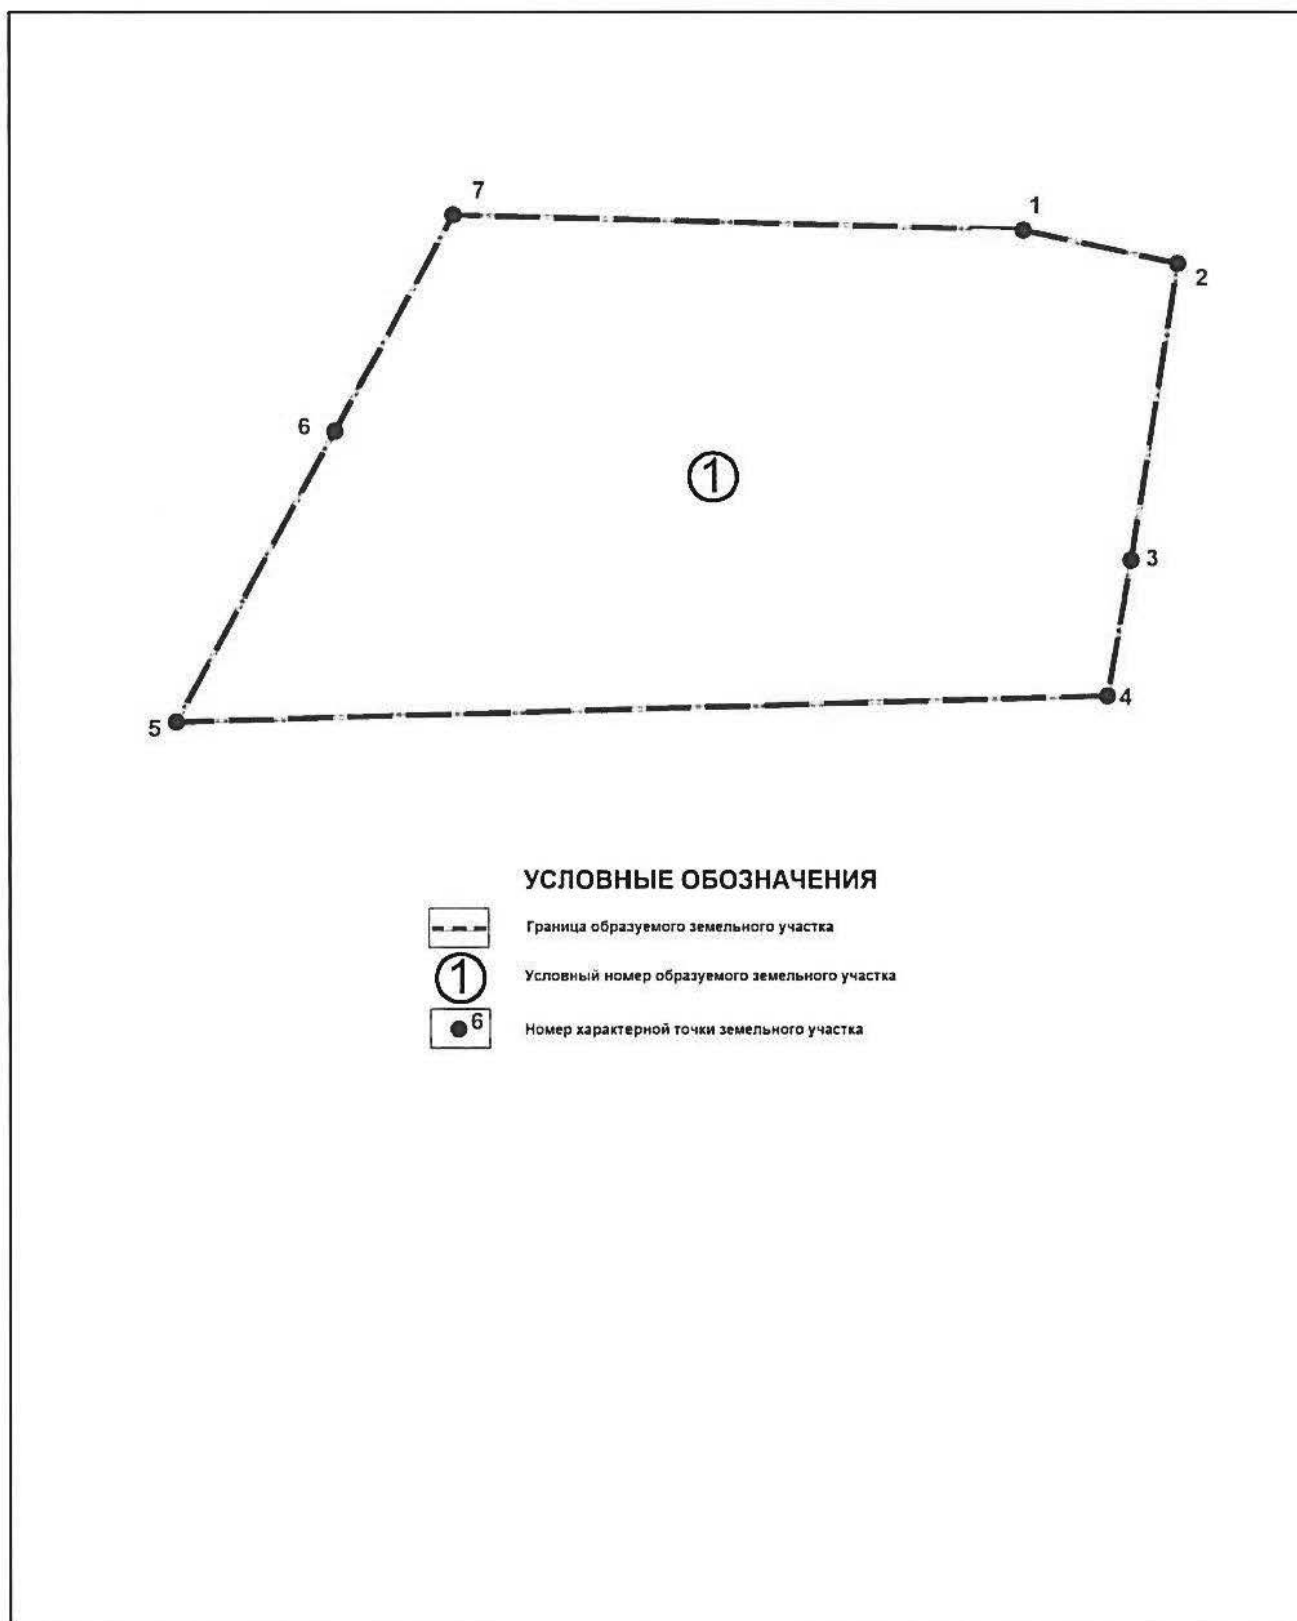 7
1
2
6
1
3
4
5
УСЛОВНЫЕ ОБОЗНАЧЕНИЯ
Граница образуемого земельного участка
1 Условный номер образуемого земельного участка
6 Номер характерной точки земельного участка